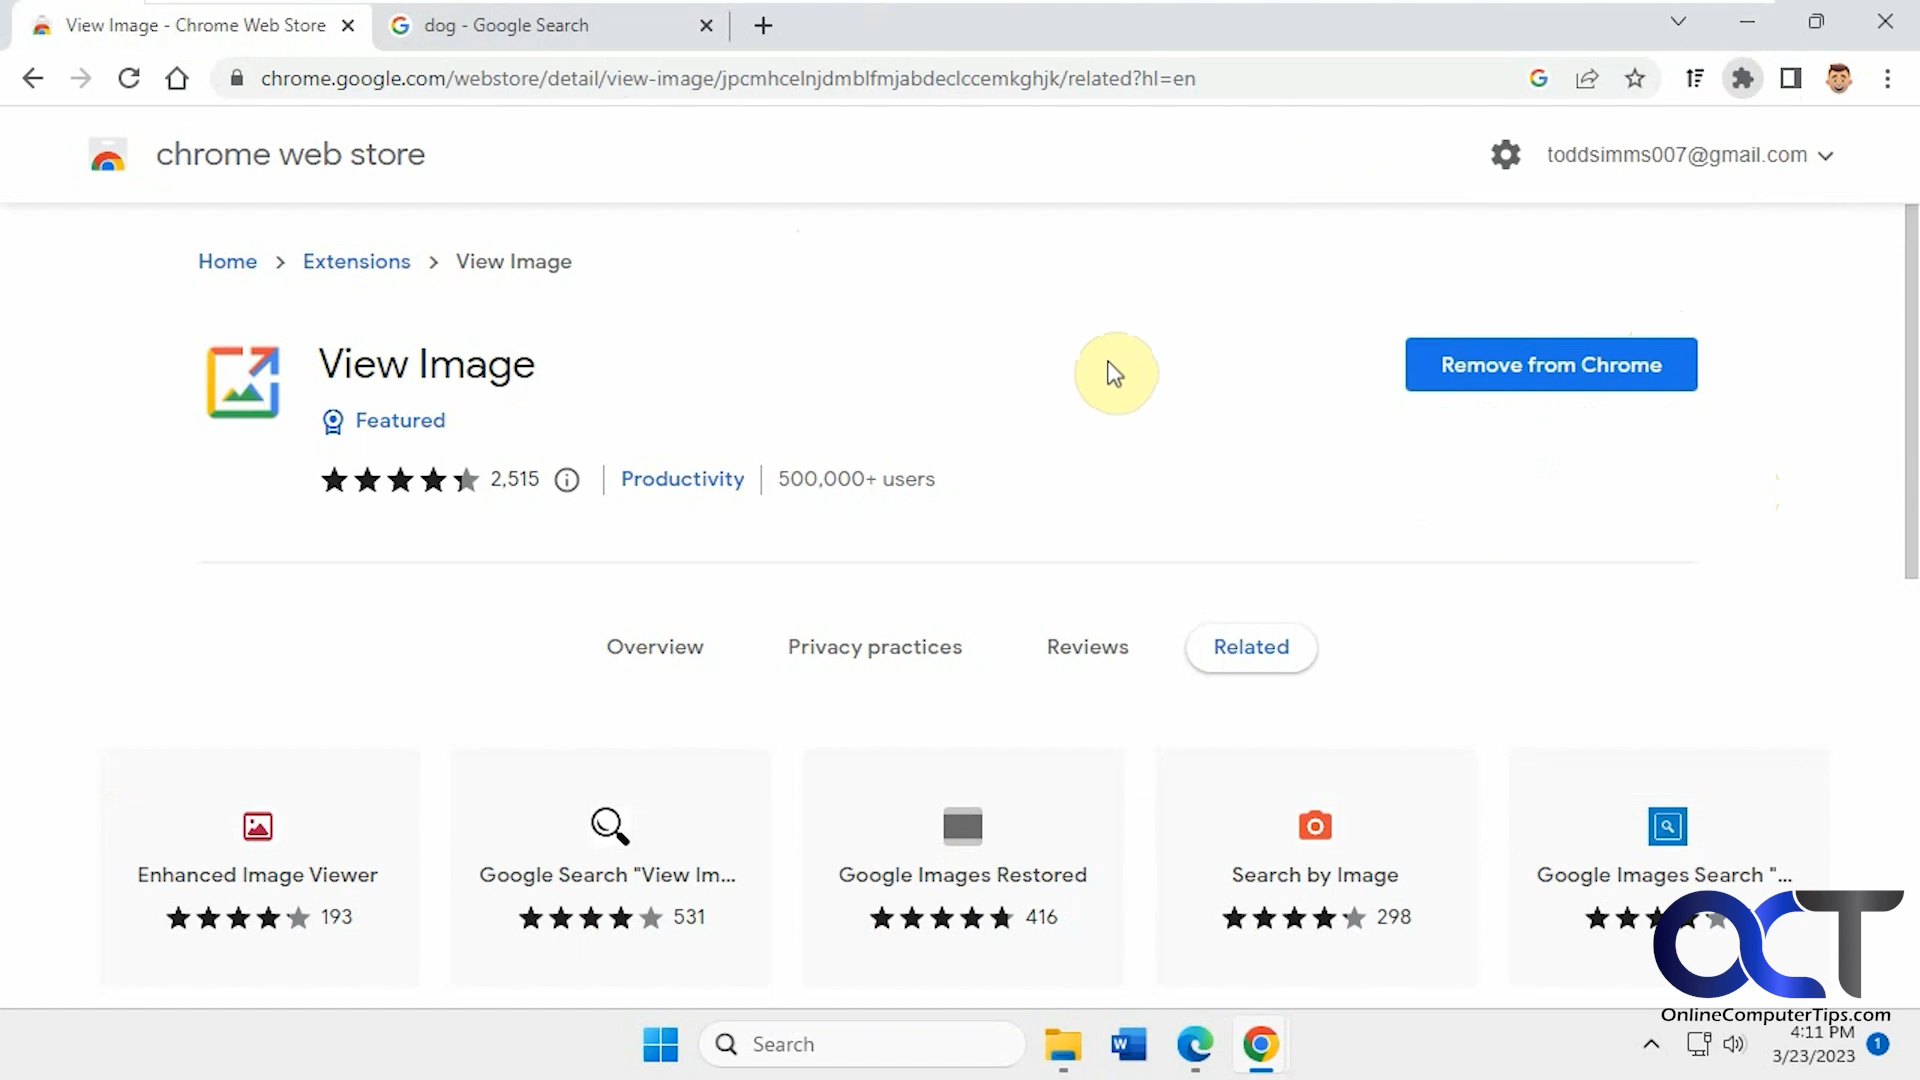 View Image - Chrome Web Store
dog - Google Search
chrome.google.com/webstore/detail/view-image/jpcmhcelnjdmblfmjabdeclccemkghjk/related?hl=en
chrome web store
toddsimms007@gmail.com
Home > Extensions > View Image
View Image
Remove from Chrome
Featured
2,515
Productivity
500,000+ users
Overview
Privacy practices
Reviews
Related
Enhanced Image Viewer
Google Search "View Im...
Google Images Restored
Search by Image
Google Images Search "...
193
531
416
298
OCT
OnlineComputerTips.com
Search
4:11 PM
3/23/2023
1